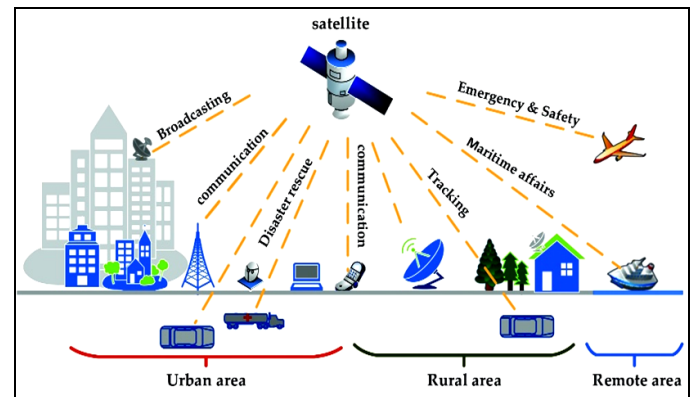 satellite
Broadcasting
communication
Disaster rescue
communication
Tracking
Maritime affairs
Emergency & Safety
Urban area
Rural area
Remote area